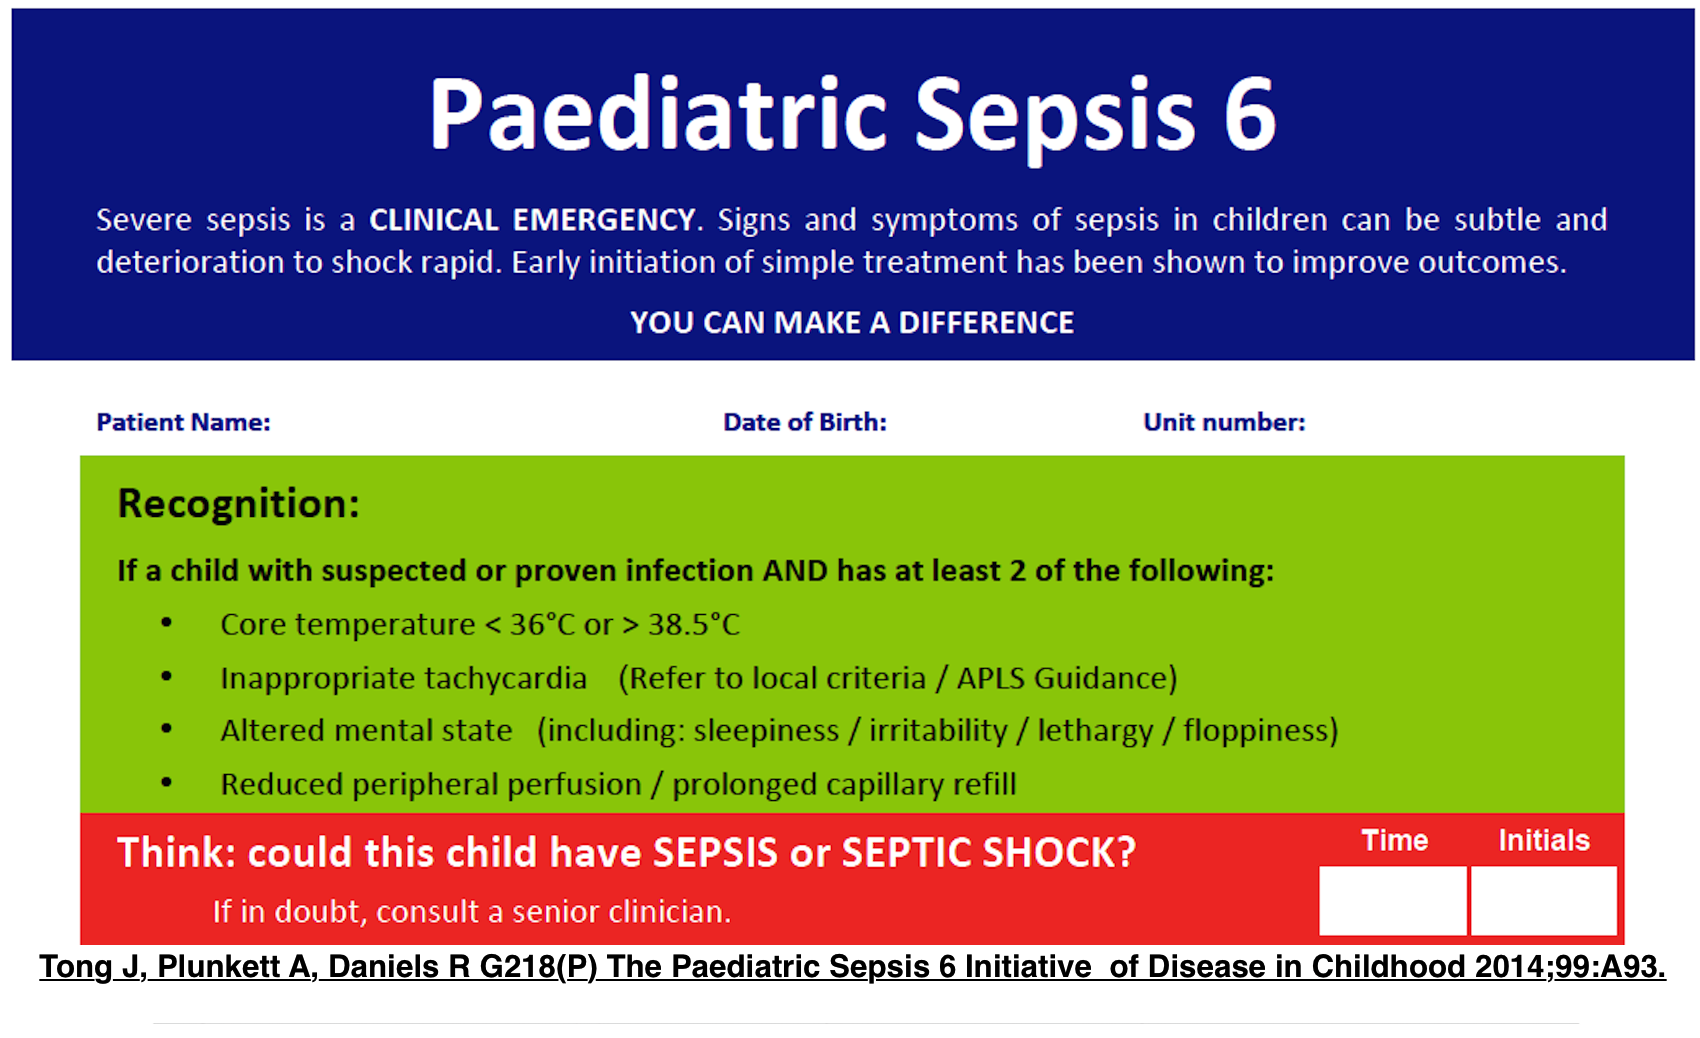 Paediatric Sepsis 6
Severe sepsis is a CLINICAL EMERGENCY. Signs and symptoms of sepsis in children can be subtle and
deterioration to shock rapid. Early initiation of simple treatment has been shown to improve outcomes.
YOU CAN MAKE A DIFFERENCE
Patient Name: Date of Birth: Unit number:
Recognition:
If a child with suspected or proven infection AND has at least 2 of the following:
• Core temperature < 36°C or > 38.5°C
• Inappropriate tachycardia (Refer to local criteria / APLS Guidance)
• Altered mental state (including: sleepiness / irritability / lethargy / floppiness)
• Reduced peripheral perfusion / prolonged capillary refill
Think: could this child have SEPSIS or SEPTIC SHOCK? Time Initials
If in doubt, consult a senior clinician.
Tong J, Plunkett A, Daniels R G218(P) The Paediatric Sepsis 6 Initiative of Disease in Childhood 2014;99:A93.